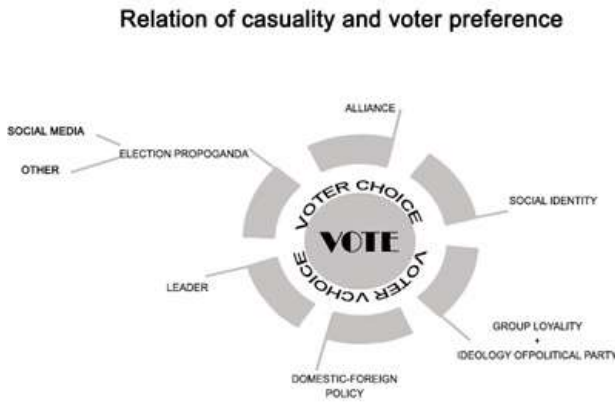 Relation of casuality and voter preference
ALLIANCE
SOCIAL MEDIA
ELECTION PROPOGANDA
OTHER
VOTER CHOICE
SOCIAL IDENTITY
VOTE
VOTER VCHOICE
LEADER
GROUP LOYALITY
+
IDEOLOGY OFPOLITICAL PARTY
DOMESTIC-FOREIGN
POLICY